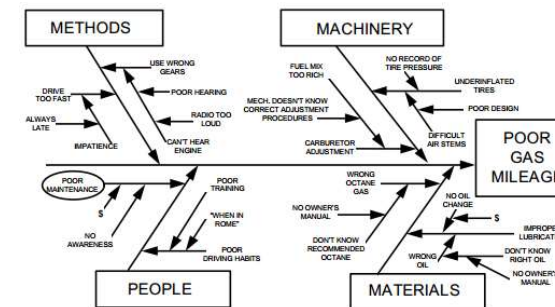 METHODS
MACHINERY
USE WRONG
GEARS
DRIVE
TOO FAST
POOR HEARING
ALWAYS
LATE
RADIO TOO
LOUD
IMPATIENCE
CAN'T HEAR
ENGINE
FUEL MIX
TOO RICH
NO RECORD OF
TIRE PRESSURE
UNDERINFLATED
TIRES
MECH. DOESN'T KNOW
CORRECT ADJUSTMENT
PROCEDURES
POOR DESIGN
CARBURETOR
ADJUSTMENT
DIFFICULT
AIR STEMS
POOR
GAS
MILEAGE
POOR
MAINTENANCE
$
NO
AWARENESS
POOR
TRAINING
"WHEN IN
ROME"
POOR
DRIVING HABITS
WRONG
OCTANE
GAS
NO OWNER'S
MANUAL
DON'T KNOW
RECOMMENDED
OCTANE
NO OIL
CHANGE
$
IMPROPE
LUBRICAT
WRONG
OIL
DON'T KNOW
RIGHT OIL
NO OWNER'S
MANUAL
PEOPLE
MATERIALS